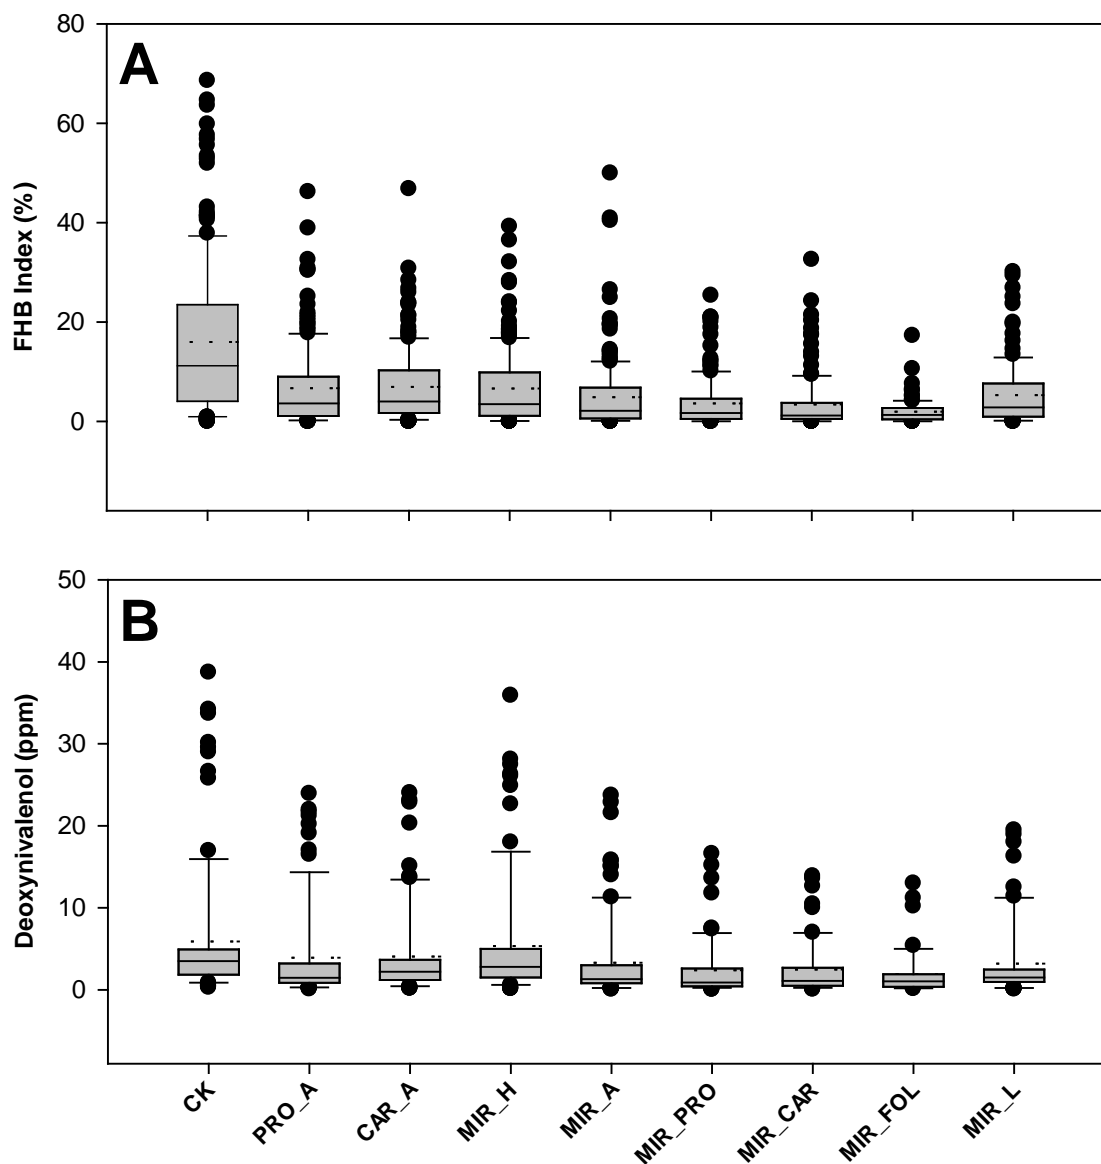 A
80
60
40
20
0
FHB Index (%)
B
50
40
30
20
10
0
Deoxynivalenol (ppm)
CK
PRO_A
CAR_A
MIR_H
MIR_A
MIR_PRO
MIR_CAR
MIR_FOL
MIR_L